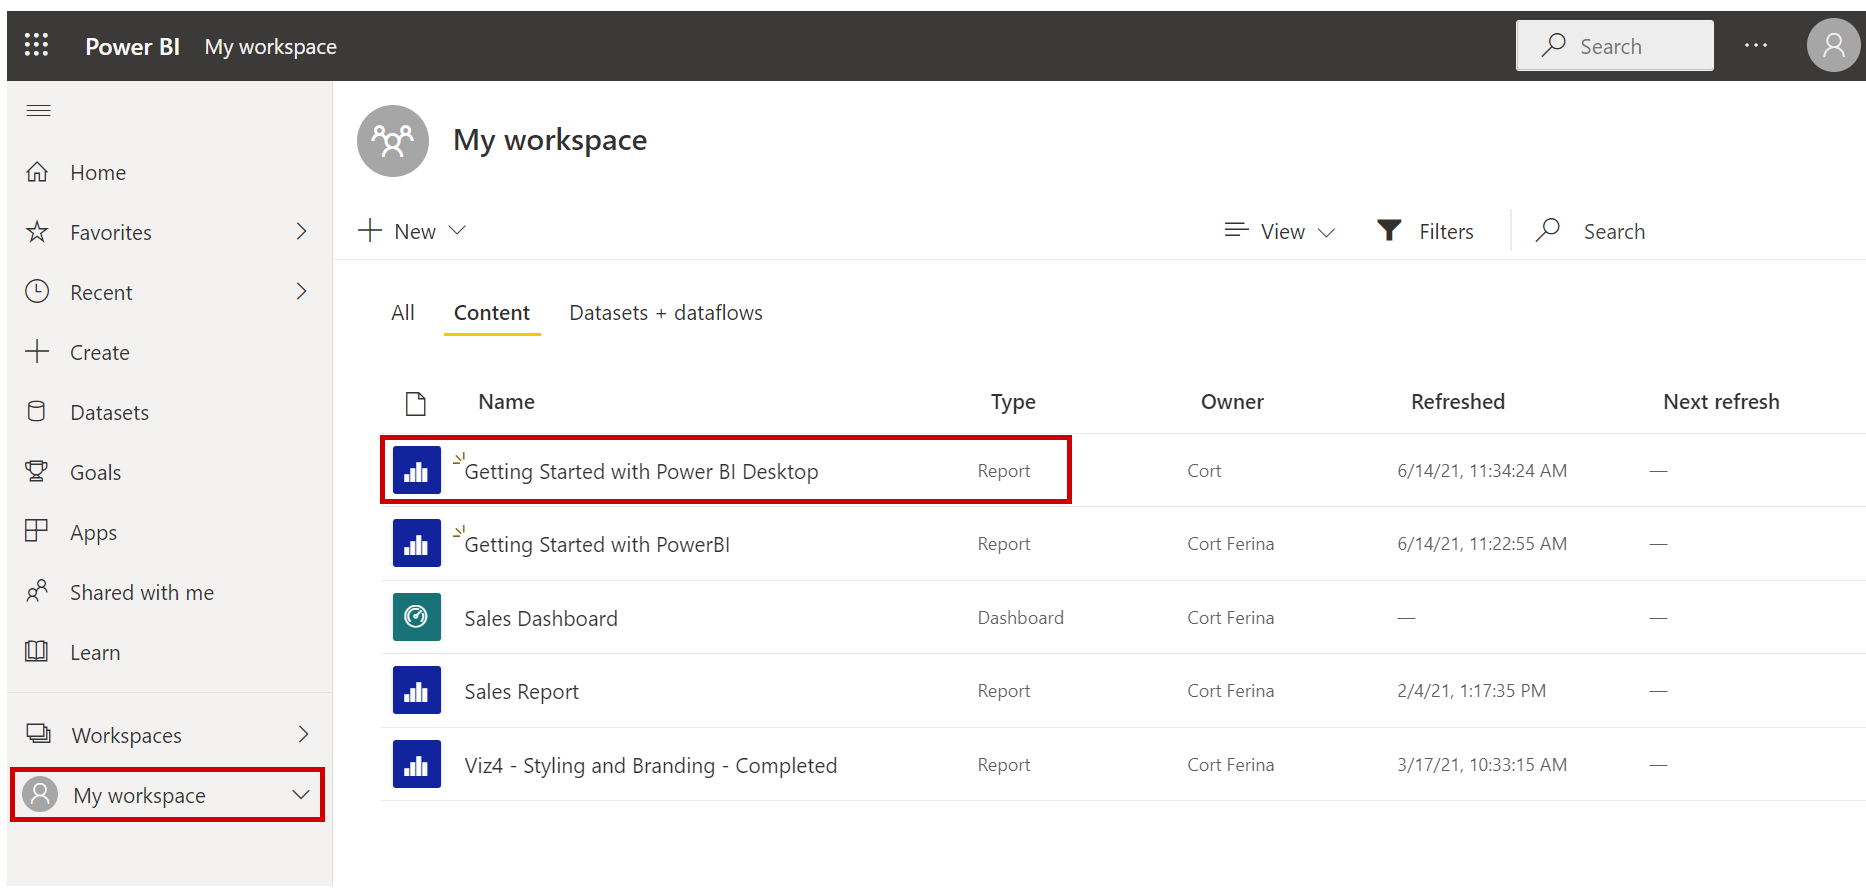 Power BI My workspace Search ...
My workspace
Home
Favorites
Recent
Create
Datasets
Goals
Apps
Shared with me
Learn
Workspaces
My workspace
New View Filters Search
All Content Datasets + dataflows
Name Type Owner Refreshed Next refresh
Getting Started with Power BI Desktop Report Cort 6/14/21, 11:34:24 AM —
Getting Started with PowerBI Report Cort Ferina 6/14/21, 11:22:55 AM —
Sales Dashboard Dashboard Cort Ferina — —
Sales Report Report Cort Ferina 2/4/21, 1:17:35 PM —
Viz4 - Styling and Branding - Completed Report Cort Ferina 3/17/21, 10:33:15 AM —